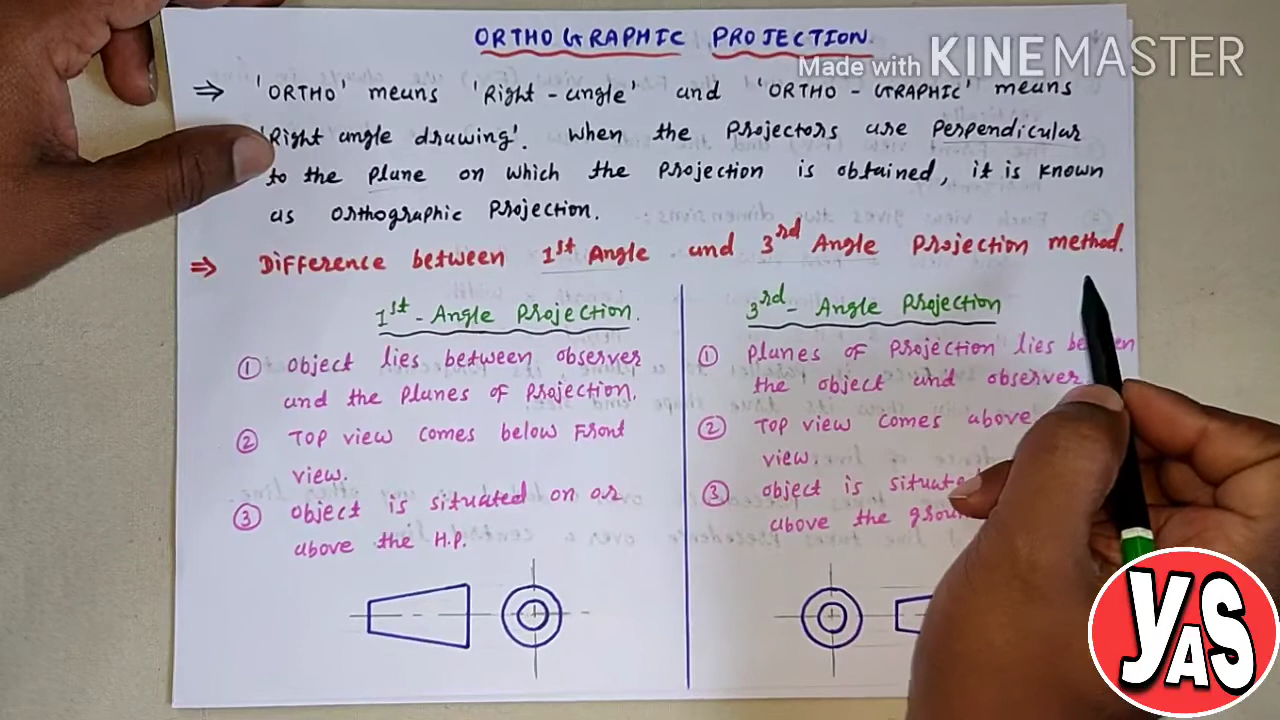 ORTHOGRAPHIC PROJECTION.
Made with KINEMASTER
⇒ 'ORTHO' means 'Right-angle' and 'ORTHO-GRAPHIC' means
'Right angle drawing'. When the Projectors are Perpendicular
to the plane on which the projection is obtained, it is known
as orthographic Projection.
⇒ Difference between 1st Angle and 3rd Angle Projection method.
1st-Angle Projection.
① Object lies between observer
and the planes of projection.
② TOP view comes below Front
view.
③ Object is situated on or
above the H.P.
3rd-Angle Projection
① Planes of Projection lies between
the object and observer
② TOP view comes above
view.
③ object is situated
above the
YAS